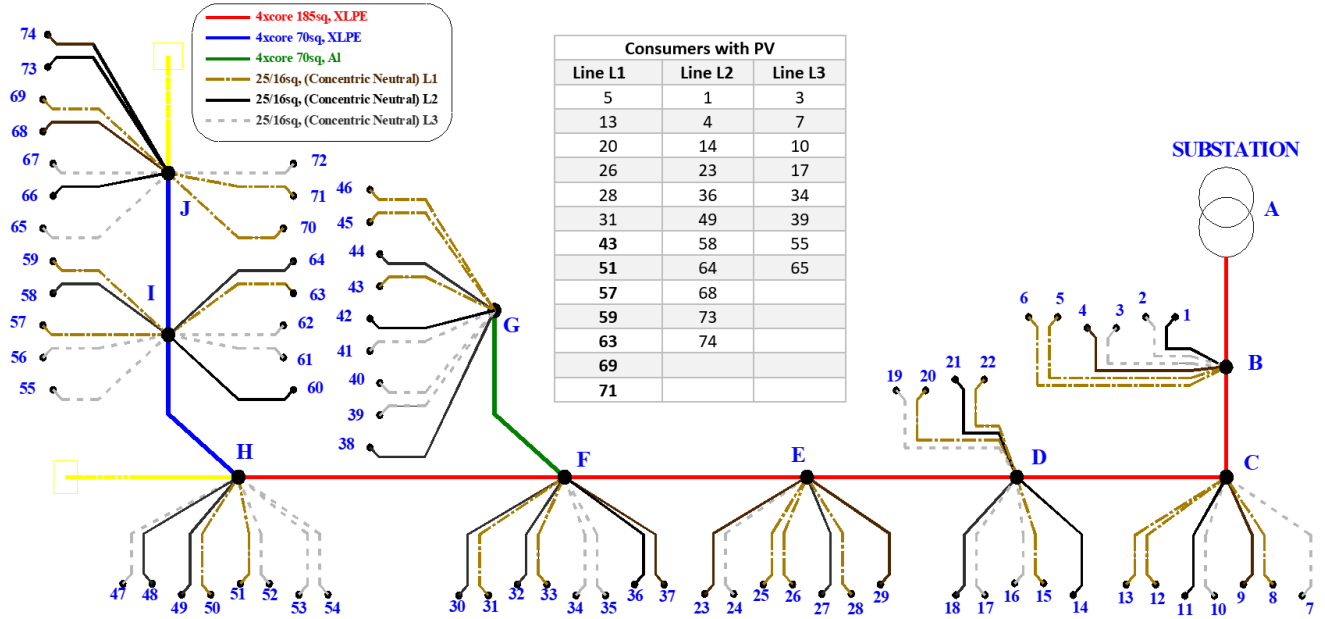 4xcore 185sq, XLPE
4xcore 70sq, XLPE
4xcore 70sq, Al
25/16sq, (Concentric Neutral) L1
25/16sq, (Concentric Neutral) L2
25/16sq, (Concentric Neutral) L3
Consumers with PV
Line L1 Line L2 Line L3
5 1 3
13 4 7
20 14 10
26 23 17
28 36 34
31 49 39
43 58 55
51 64 65
57 68
59 73
63 74
69
71
SUBSTATION
A
74
73
69
68
67
66
65
72
71
70
J
59
58
57
56
55
64
63
62
61
60
I
46
45
44
43
42
41
40
39
38
G
6
5
4
3
2
1
B
19
20
21
22
H
F
E
D
C
47
48
49
50
51
52
53
54
30
31
32
33
34
35
36
37
23
24
25
26
27
28
29
18
17
16
15
14
13
12
11
10
9
8
7